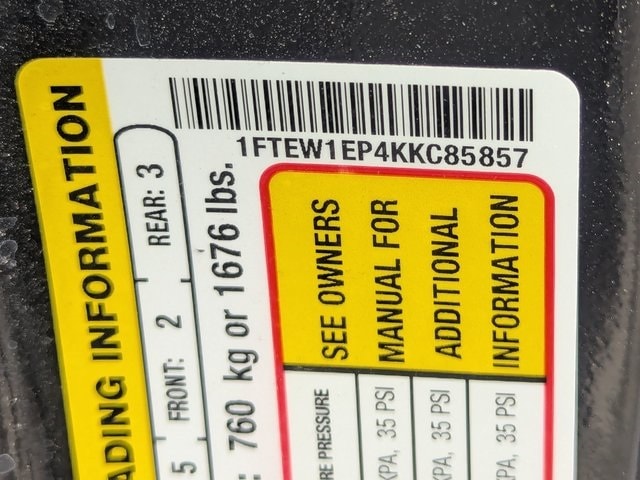 1FTEW1EP4KKC85857
ADING INFORMATION
5 FRONT: 2 REAR: 3
: 760 kg or 1676 lbs.
RE PRESSURE
SEE OWNERS
MANUAL FOR
ADDITIONAL
INFORMATION
KPA, 35 PSI
KPA, 35 PSI
PA, 35 PSI